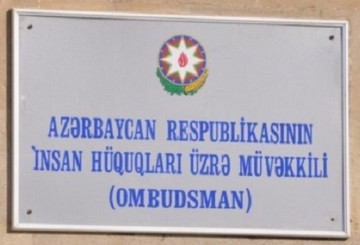 AZƏRBAYCAN RESPUBLİKASININ
İNSAN HÜQUQLARI ÜZRƏ MÜVƏKKİLİ
(OMBUDSMAN)